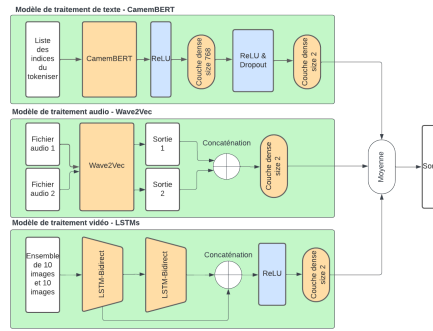 Modèle de traitement de texte - CamemBERT
Liste
des
indices
du
tokeniser
CamemBERT
ReLU
Couche dense
size 768
ReLU &
Dropout
Couche dense
size 2
Modèle de traitement audio - Wave2Vec
Fichier
audio 1
Fichier
audio 2
Wave2Vec
Sortie
1
Sortie
2
Concaténation
Couche dense
size 2
Moyenne
Modèle de traitement vidéo - LSTMs
Ensemble
de 10
images
et 10
images
LSTM-Bidirect
LSTM-Bidirect
Concaténation
ReLU
Couche dense
size 2